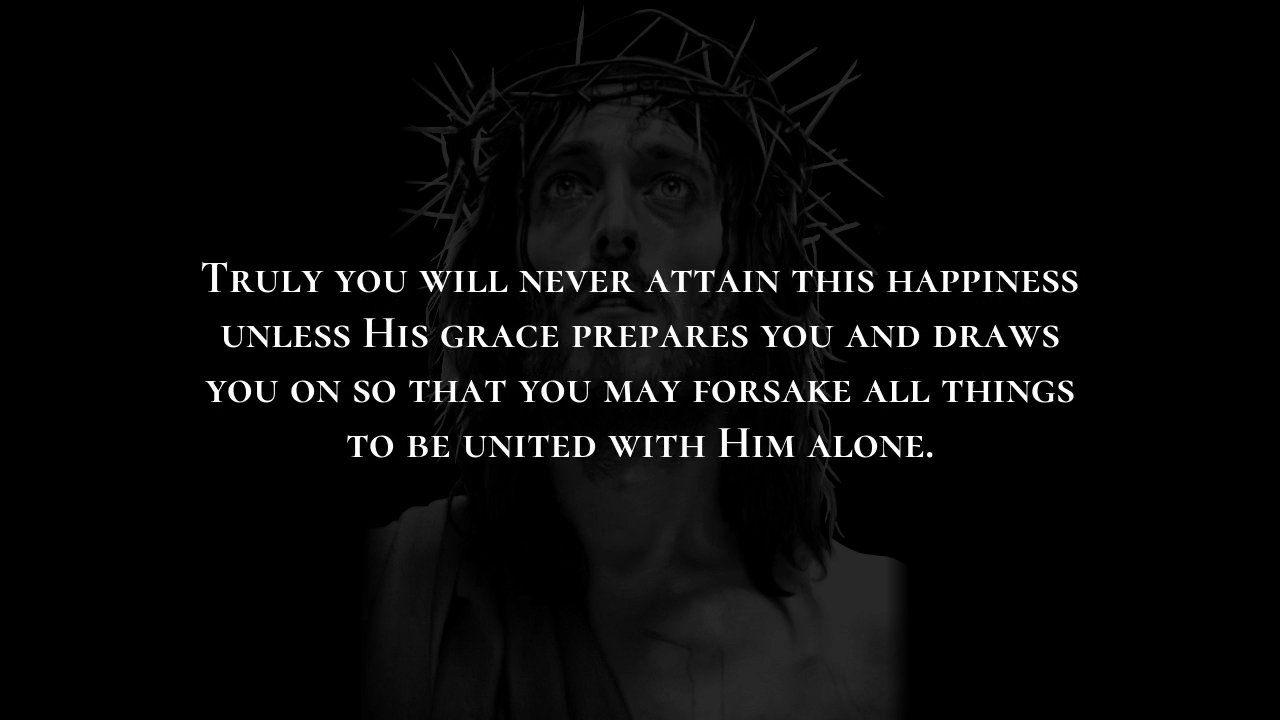 Truly you will never attain this happiness
unless His grace prepares you and draws
you on so that you may forsake all things
to be united with Him alone.